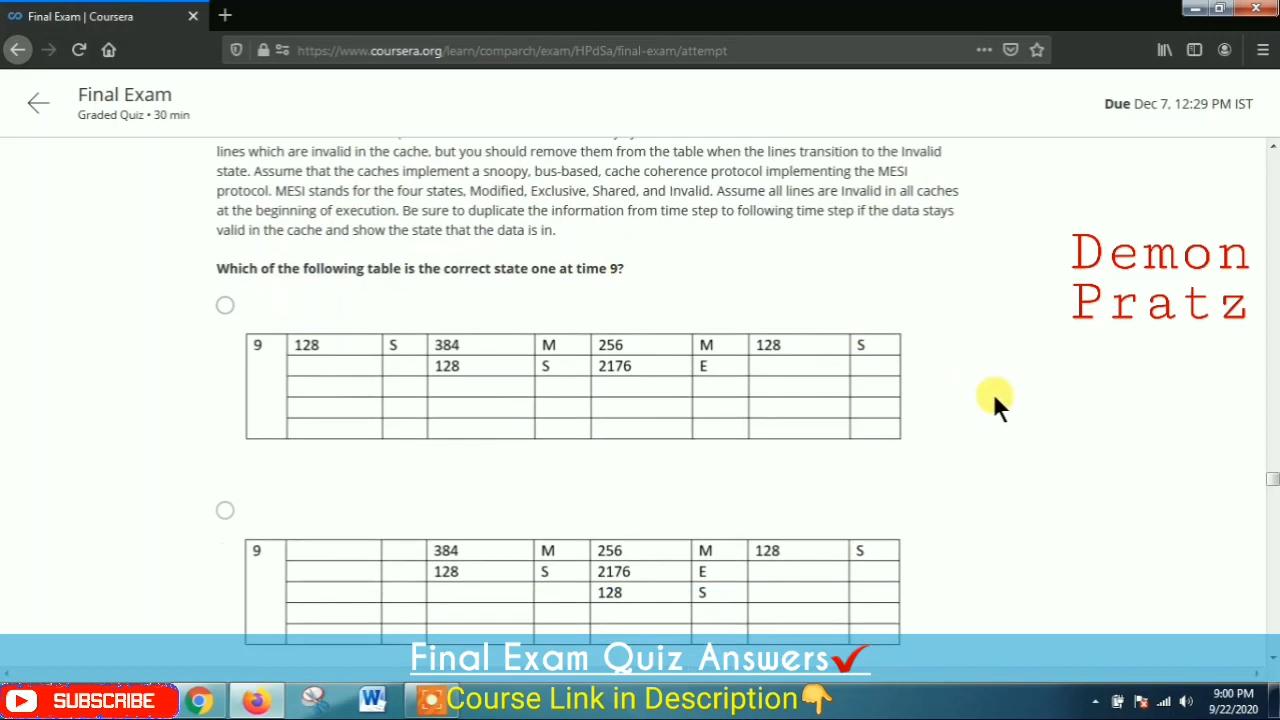 Final Exam | Coursera
https://www.coursera.org/learn/comparch/exam/HPdSa/final-exam/attempt
Final Exam
Graded Quiz • 30 min
Due Dec 7, 12:29 PM IST
lines which are invalid in the cache, but you should remove them from the table when the lines transition to the Invalid
state. Assume that the caches implement a snoopy, bus-based, cache coherence protocol implementing the MESI
protocol. MESI stands for the four states, Modified, Exclusive, Shared, and Invalid. Assume all lines are Invalid in all caches
at the beginning of execution. Be sure to duplicate the information from time step to following time step if the data stays
valid in the cache and show the state that the data is in.
Demon
Pratz
Which of the following table is the correct state one at time 9?
9 128 S 384 M 256 M 128 S
128 S 2176 E
9 384 M 256 M 128 S
128 S 2176 E
128 S
Final Exam Quiz Answers
SUBSCRIBE
Course Link in Description
9:00 PM
9/22/2020